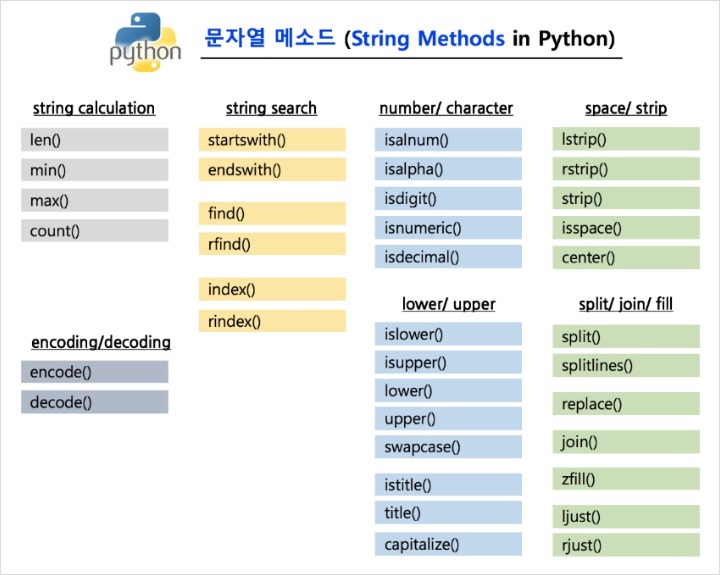 python
문자열 메소드 (String Methods in Python)
string calculation
len()
min()
max()
count()
encoding/decoding
encode()
decode()
string search
startswith()
endswith()
find()
rfind()
index()
rindex()
number/ character
isalnum()
isalpha()
isdigit()
isnumeric()
isdecimal()
lower/ upper
islower()
isupper()
lower()
upper()
swapcase()
istitle()
title()
capitalize()
space/ strip
lstrip()
rstrip()
strip()
isspace()
center()
split/ join/ fill
split()
splitlines()
replace()
join()
zfill()
ljust()
rjust()